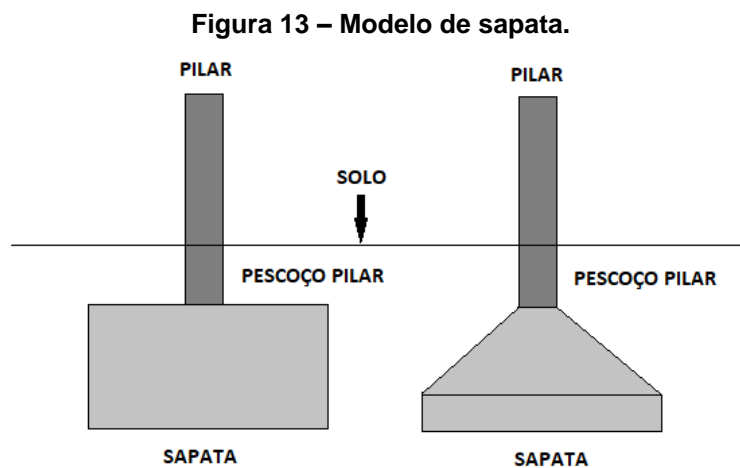 Figura 13 – Modelo de sapata.
PILAR
PILAR
SOLO
PESCOÇO PILAR
PESCOÇO PILAR
SAPATA
SAPATA